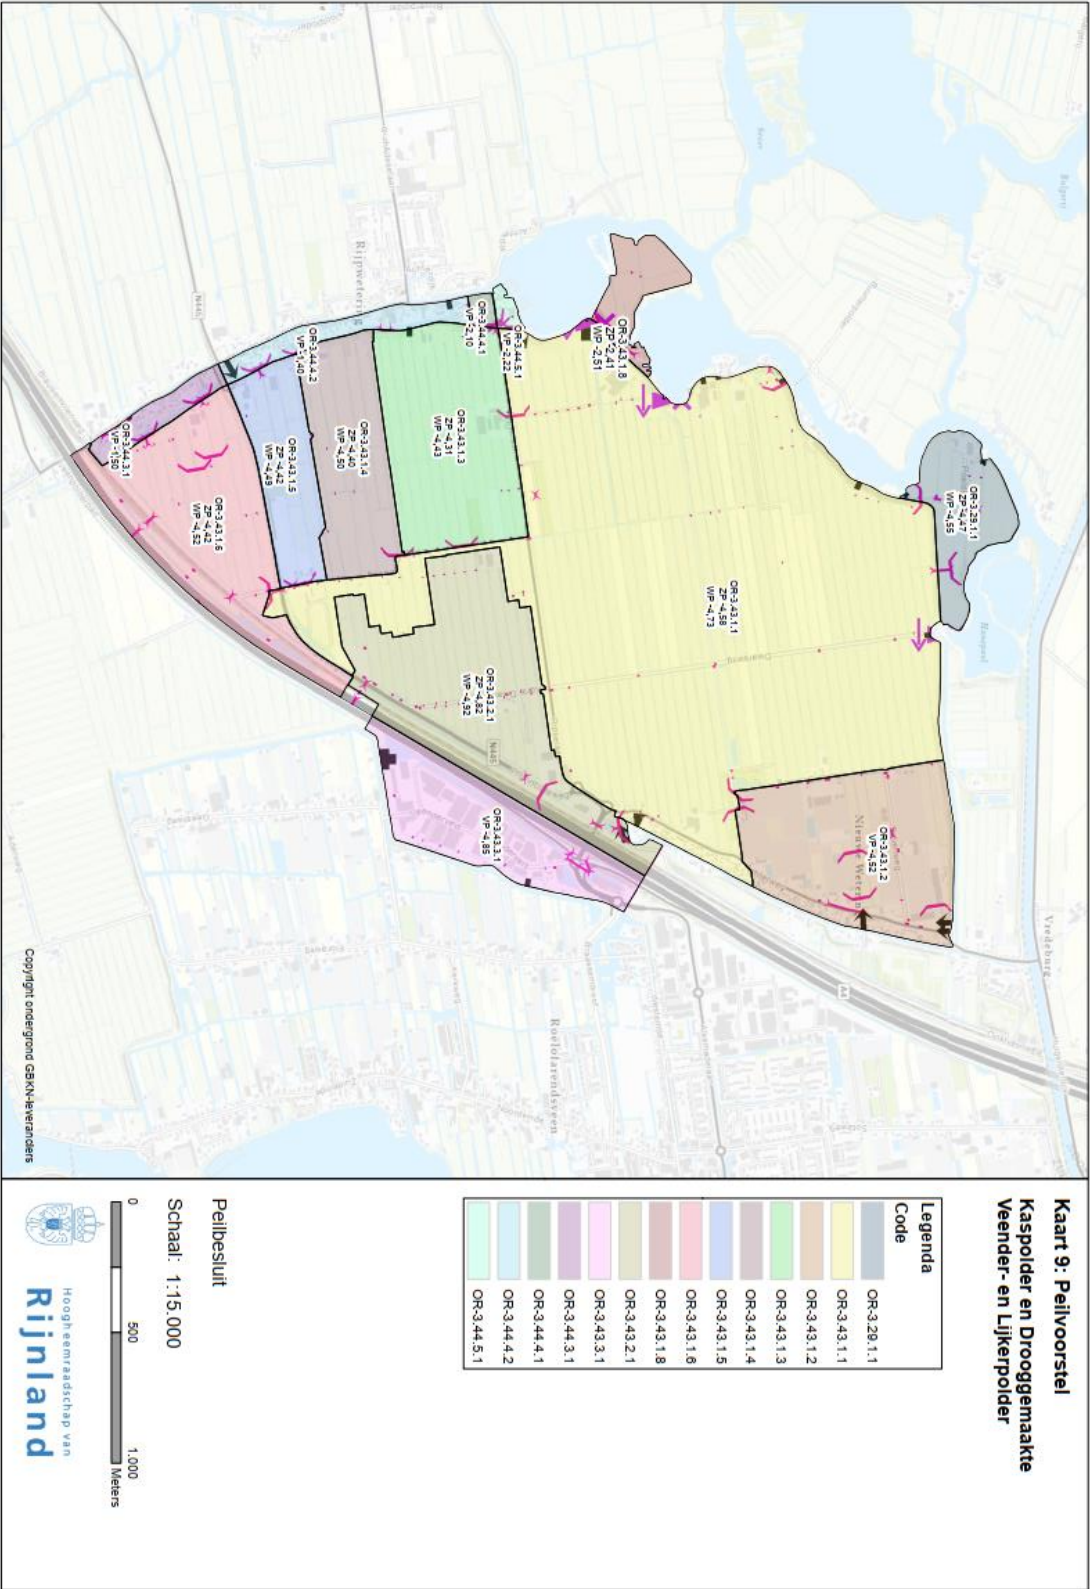 Kaart 9: Peilvoorstel
Kaspolder en Drooggemaakte
Veender- en Lijkerpolder
Legenda
Code
OR-3.29.1.1
OR-3.43.1.1
OR-3.43.1.2
OR-3.43.1.3
OR-3.43.1.4
OR-3.43.1.5
OR-3.43.1.6
OR-3.43.1.8
OR-3.43.2.1
OR-3.43.3.1
OR-3.44.3.1
OR-3.44.4.1
OR-3.44.4.2
OR-3.44.5.1
Peilbesluit
Schaal: 1:15.000
0
500
1.000
Meters
Hoogheemraadschap van
Rijnland
Vredeburg
OR-3.29.1.1
ZP -4,47
WP -4,55
Nieuwe Wetering
OR-3.43.1.2
VP -4,52
A4
OR-3.43.1.1
ZP -4,58
WP -4,73
OR-3.43.1.8
ZP -2,41
WP -2,51
OR-3.44.5.1
VP -2,22
OR-3.44.4.1
VP -2,10
OR-3.43.1.3
ZP -4,31
WP -4,43
OR-3.43.2.1
ZP -4,82
WP -4,92
N445
OR-3.43.3.1
VP -4,85
Roelofarendsveen
Rijpwetering
OR-3.43.1.4
ZP -4,40
WP -4,50
OR-3.44.4.2
VP -1,40
OR-3.43.1.5
ZP -4,42
WP -4,49
N446
OR-3.43.1.6
ZP -4,42
WP -4,52
OR-3.44.3.1
VP -1,50
Copyright ondergrond GBKN-leveranciers